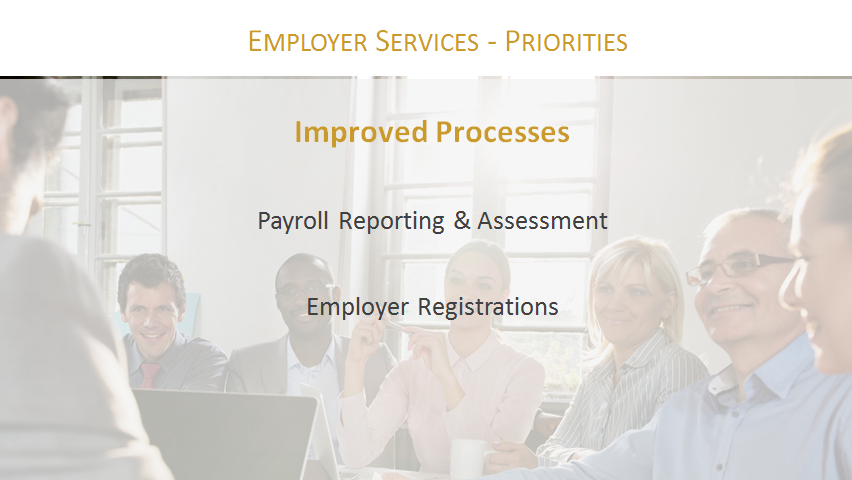 EMPLOYER SERVICES - PRIORITIES
Improved Processes
Payroll Reporting & Assessment
Employer Registrations